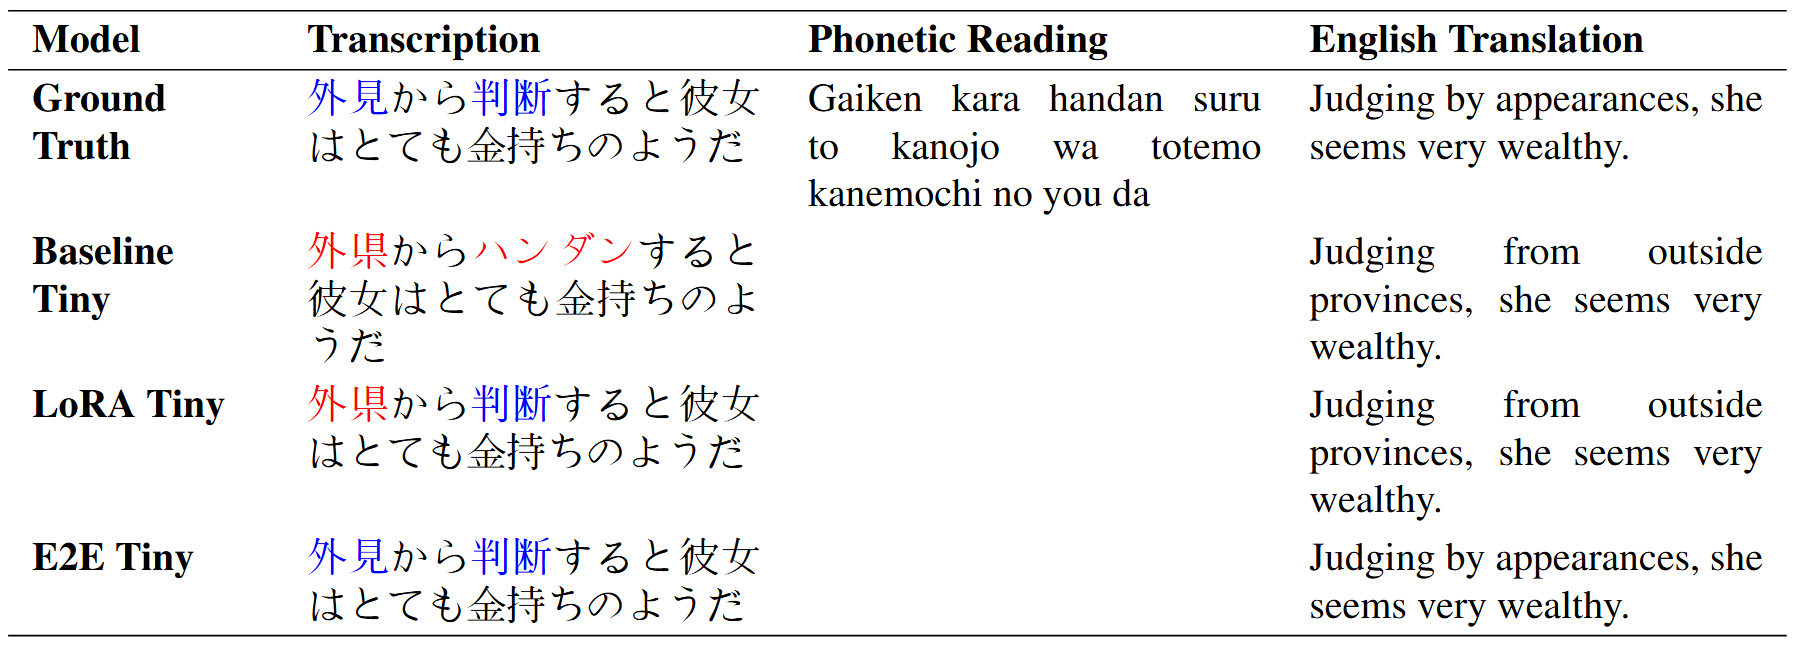 Model Transcription Phonetic Reading English Translation
Ground Truth
外見から判断すると彼女
は​とても金持ちのようだ
Gaiken kara handan suru
to kanojo wa totemo
kanemochi no you da
Judging by appearances, she
seems very wealthy.
Baseline Tiny
外県からハンダンすると
彼女はとても金持ちのよ
うだ
Judging from outside
provinces, she seems very
wealthy.
LoRA Tiny
外県から判断すると彼女
はとても金持ちのようだ
Judging from outside
provinces, she seems very
wealthy.
E2E Tiny
外見から判断すると彼女
はとても金持ちのようだ
Judging by appearances, she
seems very wealthy.